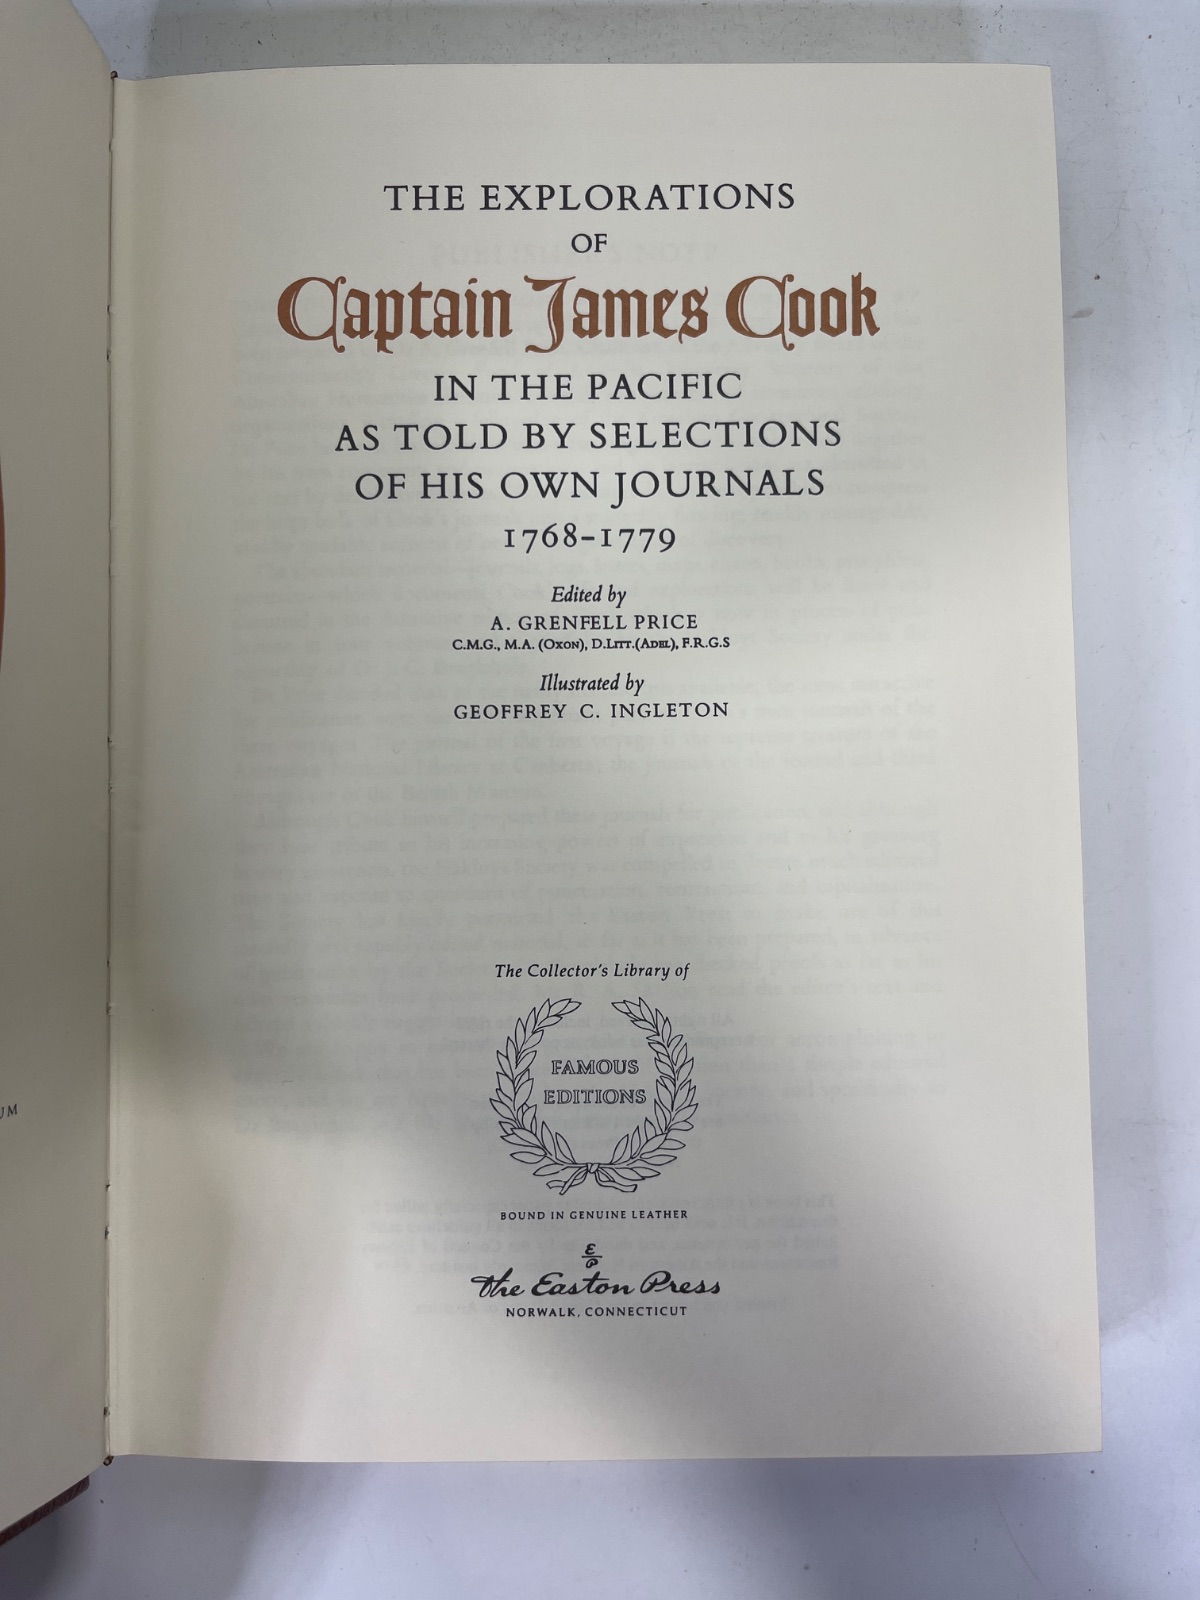 THE EXPLORATIONS
OF
Captain James Cook
IN THE PACIFIC
AS TOLD BY SELECTIONS
OF HIS OWN JOURNALS
1768–1779
Edited by
A. GRENFELL PRICE
C.M.G., M.A. (OXON), D.LITT.(ADEL), F.R.G.S
Illustrated by
GEOFFREY C. INGLETON
The Collector's Library of
FAMOUS
EDITIONS
BOUND IN GENUINE LEATHER
E
P
The Easton Press
NORWALK, CONNECTICUT